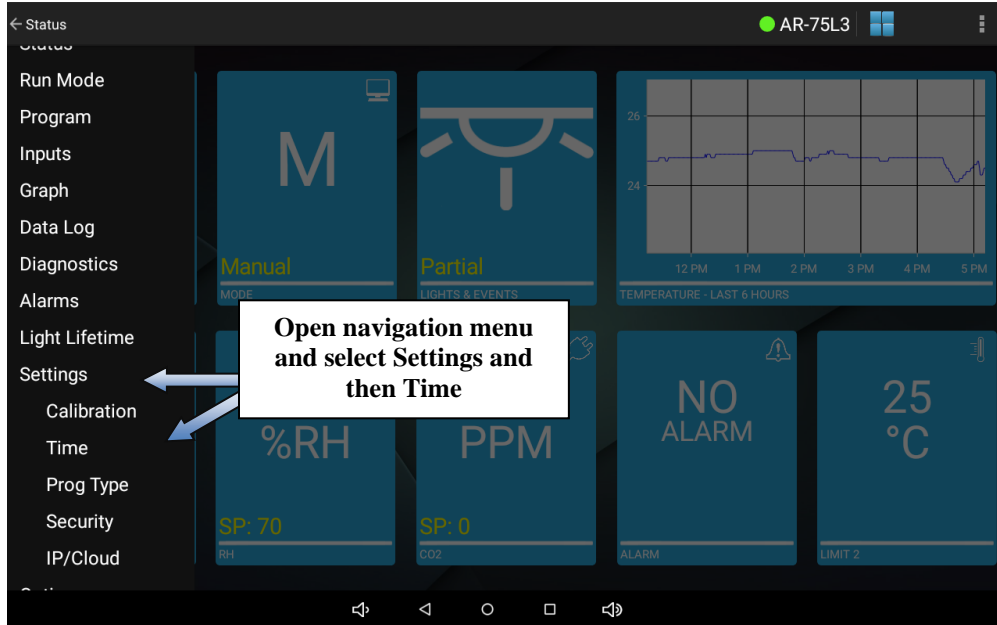 Status
AR-75L3
Status
Run Mode
Program
Inputs
Graph
Data Log
Diagnostics
Alarms
Light Lifetime
Settings
Calibration
Time
Prog Type
Security
IP/Cloud
M
Manual
MODE
Partial
LIGHTS & EVENTS
26
24
12 PM 1 PM 2 PM 3 PM 4 PM 5 PM
TEMPERATURE - LAST 6 HOURS
Open navigation menu
and select Settings and
then Time
%RH
SP: 70
RH
PPM
SP: 0
CO2
NO
ALARM
ALARM
25
°C
LIMIT 2